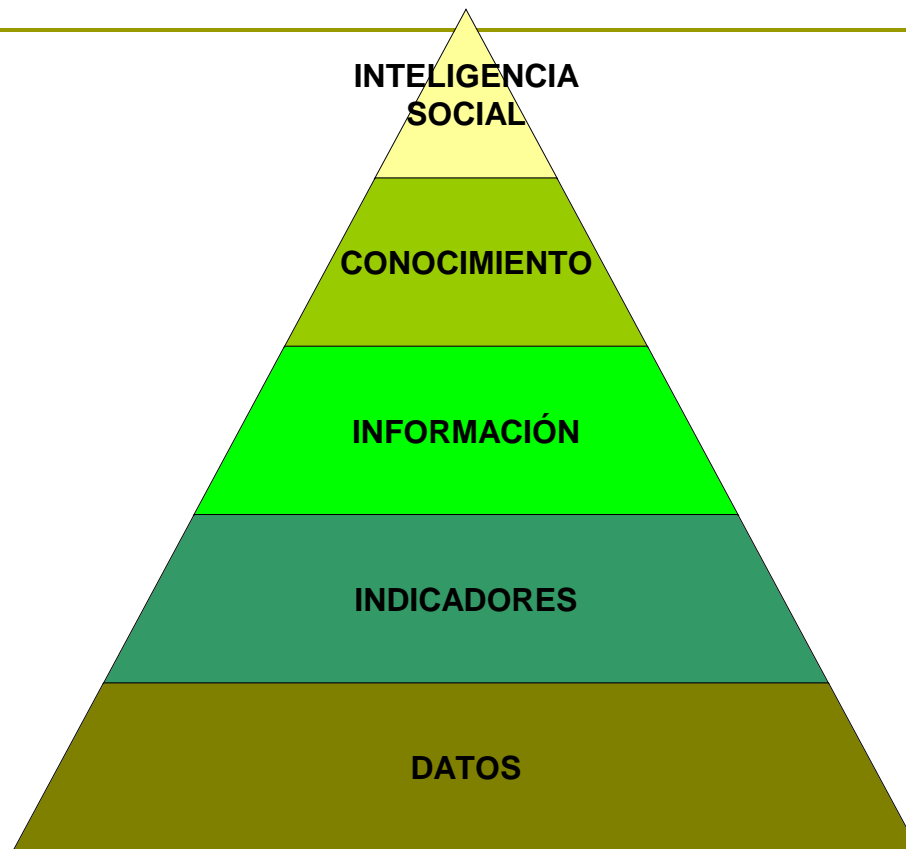 INTELIGENCIA
SOCIAL
CONOCIMIENTO
INFORMACIÓN
INDICADORES
DATOS